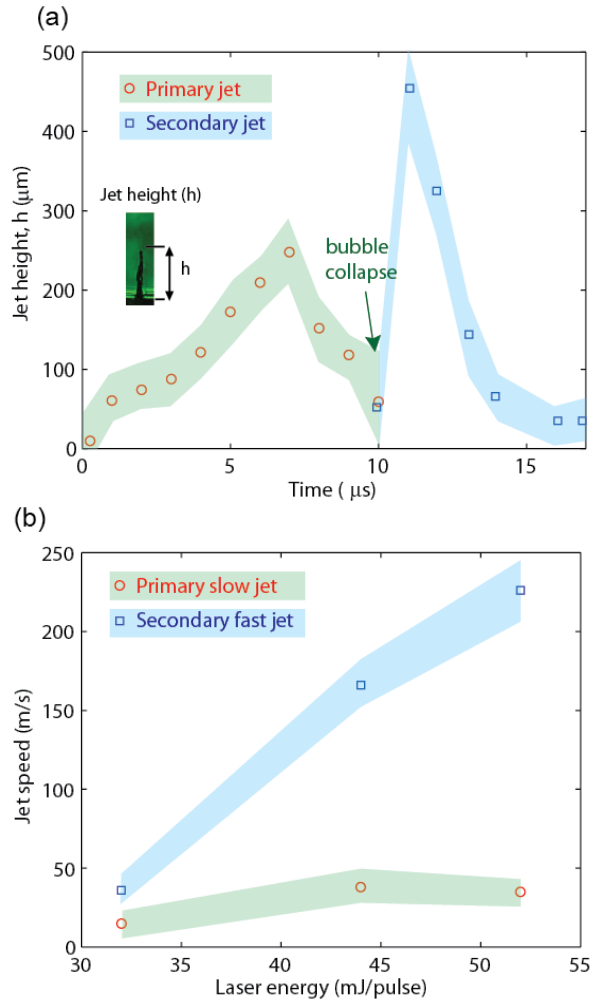 (a)
500
400
300
200
100
0
Jet height, h (μm)
Primary jet
Secondary jet
Jet height (h)
h
bubble
collapse
0
5
10
15
Time ( μs)
(b)
250
200
150
100
50
0
Jet speed (m/s)
Primary slow jet
Secondary fast jet
30
35
40
45
50
55
Laser energy (mJ/pulse)